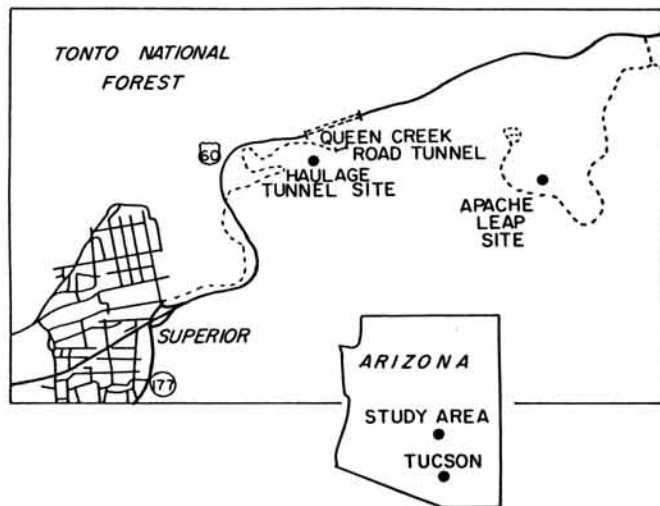 TONTO NATIONAL
FOREST
60
QUEEN CREEK
ROAD TUNNEL
HAULAGE
TUNNEL SITE
APACHE
LEAP
SITE
SUPERIOR
177
ARIZONA
STUDY AREA
TUCSON